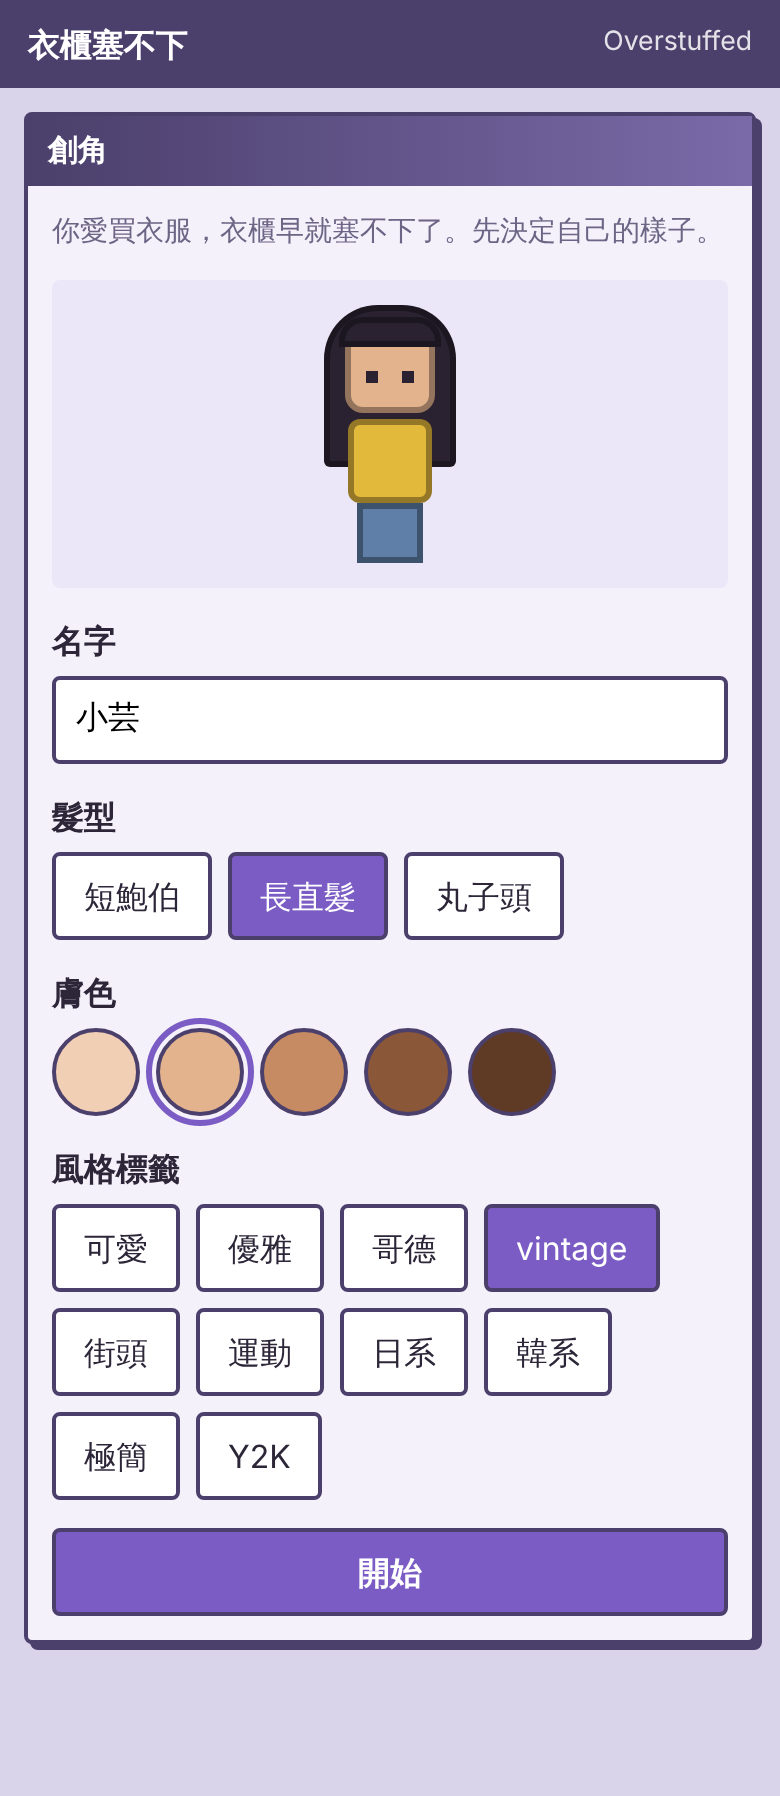 衣櫃塞不下
Overstuffed
創角
你愛買衣服，衣櫃早就塞不下了。先決定自己的樣子。
名字
小芸
髮型
短鮑伯 長直髮 丸子頭
膚色
風格標籤
可愛 優雅 哥德 vintage
街頭 運動 日系 韓系
極簡 Y2K
開始